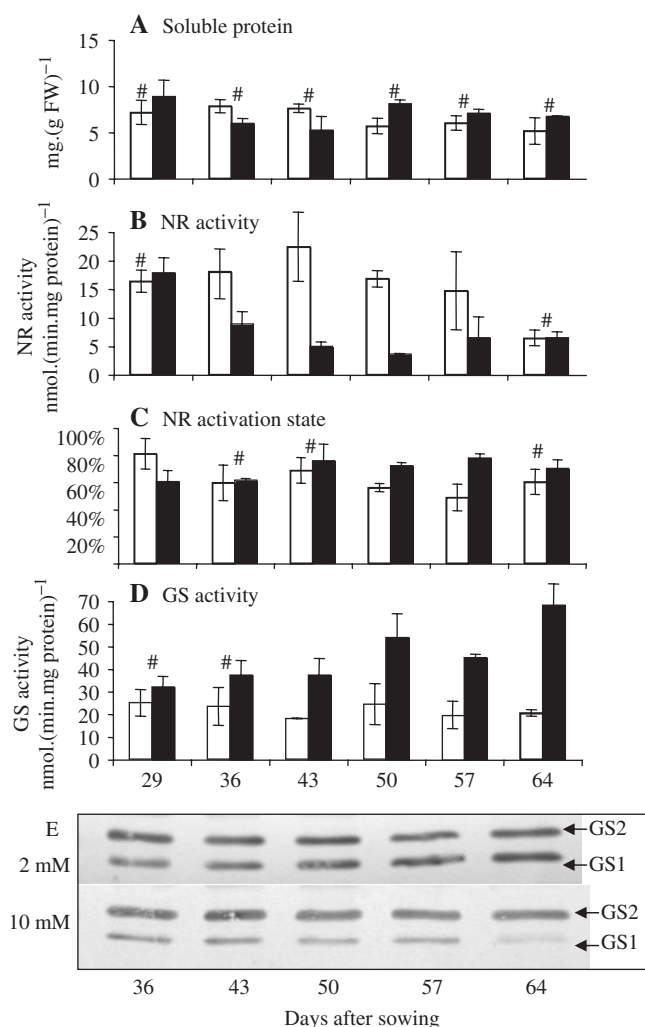 A Soluble protein
mg.(g FW)⁻¹
15
10
5
0
# # # # # #
B NR activity
NR activity
nmol.(min.mg protein)⁻¹
25
20
15
10
5
0
# #
C NR activation state
100%
80%
60%
40%
20%
# # #
D GS activity
GS activity
nmol.(min.mg protein)⁻¹
70
60
50
40
30
20
10
0
# #
29 36 43 50 57 64
E
2 mM
GS2
GS1
10 mM
GS2
GS1
36 43 50 57 64
Days after sowing